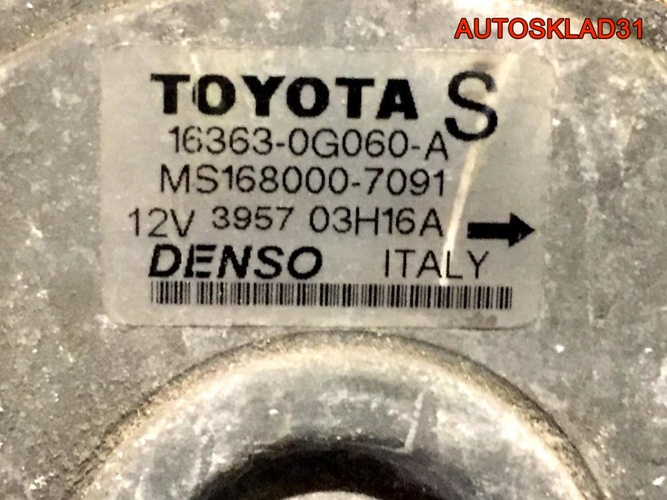 AUTOSKLAD31
TOYOTA S
16363-0G060-A
MS168000-7091
12V 3957 03H16A
DENSO ITALY